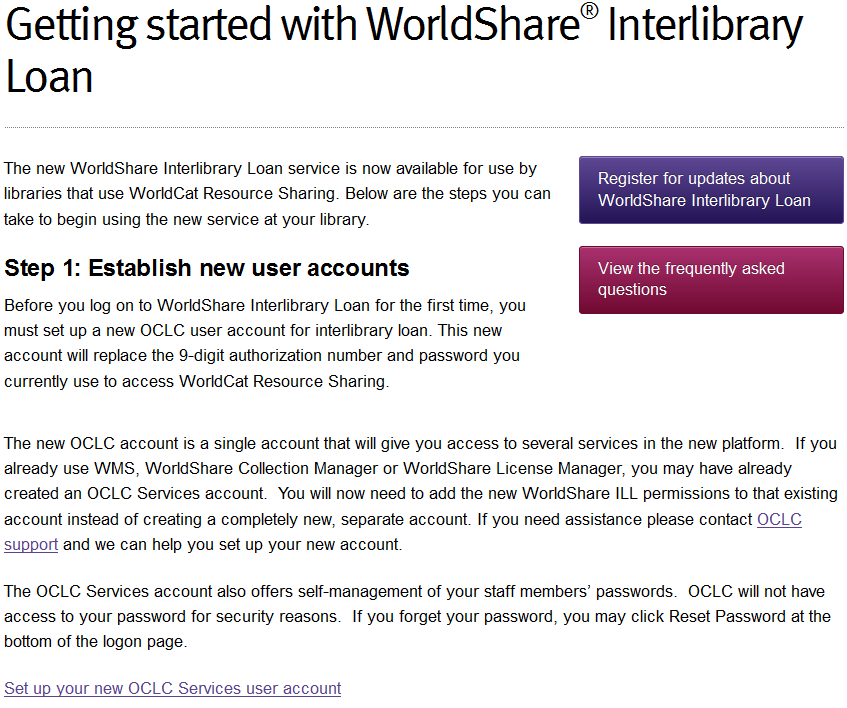 Getting started with WorldShare® Interlibrary
Loan
The new WorldShare Interlibrary Loan service is now available for use by
libraries that use WorldCat Resource Sharing. Below are the steps you can
take to begin using the new service at your library.
Register for updates about
WorldShare Interlibrary Loan
View the frequently asked
questions
Step 1: Establish new user accounts
Before you log on to WorldShare Interlibrary Loan for the first time, you
must set up a new OCLC user account for interlibrary loan. This new
account will replace the 9-digit authorization number and password you
currently use to access WorldCat Resource Sharing.
The new OCLC account is a single account that will give you access to several services in the new platform.  If you
already use WMS, WorldShare Collection Manager or WorldShare License Manager, you may have already
created an OCLC Services account.  You will now need to add the new WorldShare ILL permissions to that existing
account instead of creating a completely new, separate account. If you need assistance please contact OCLC
support and we can help you set up your new account.
The OCLC Services account also offers self-management of your staff members’ passwords.  OCLC will not have
access to your password for security reasons.  If you forget your password, you may click Reset Password at the
bottom of the logon page.
Set up your new OCLC Services user account